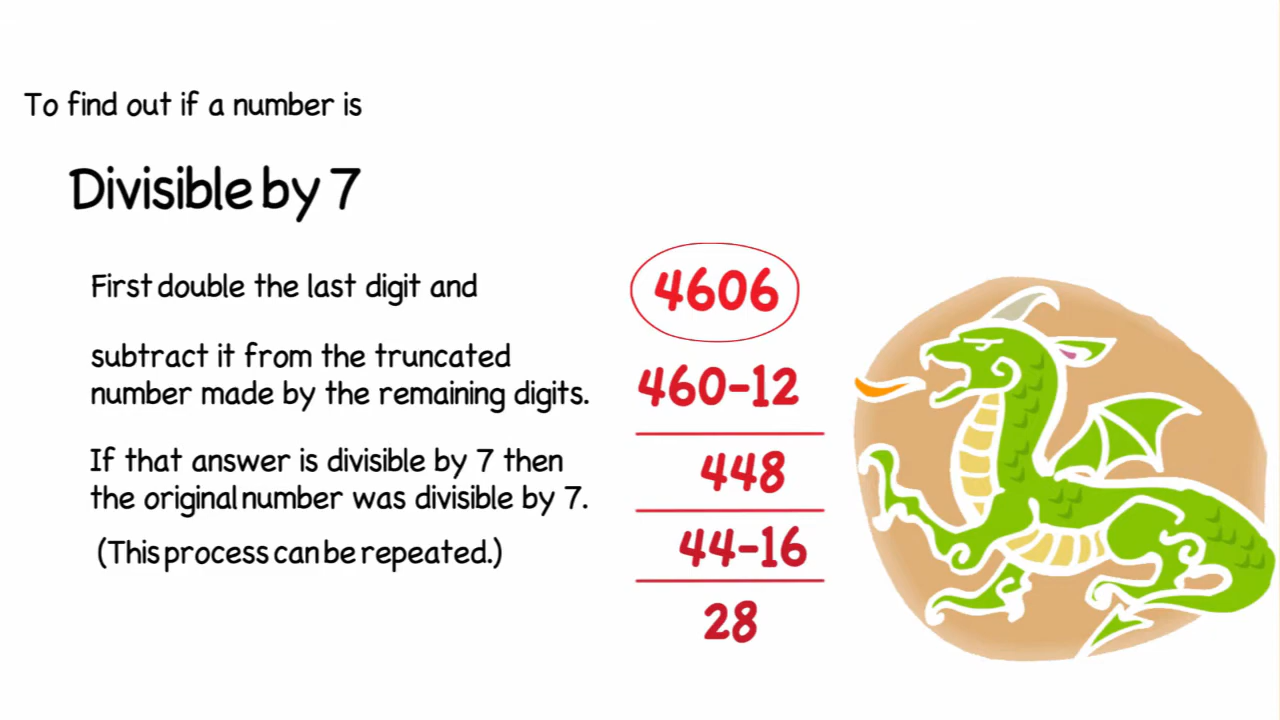 To find out if a number is
Divisible by 7
First double the last digit and
subtract it from the truncated
number made by the remaining digits.
If that answer is divisible by 7 then
the original number was divisible by 7.
(This process can be repeated.)
4606
460-12
448
44-16
28